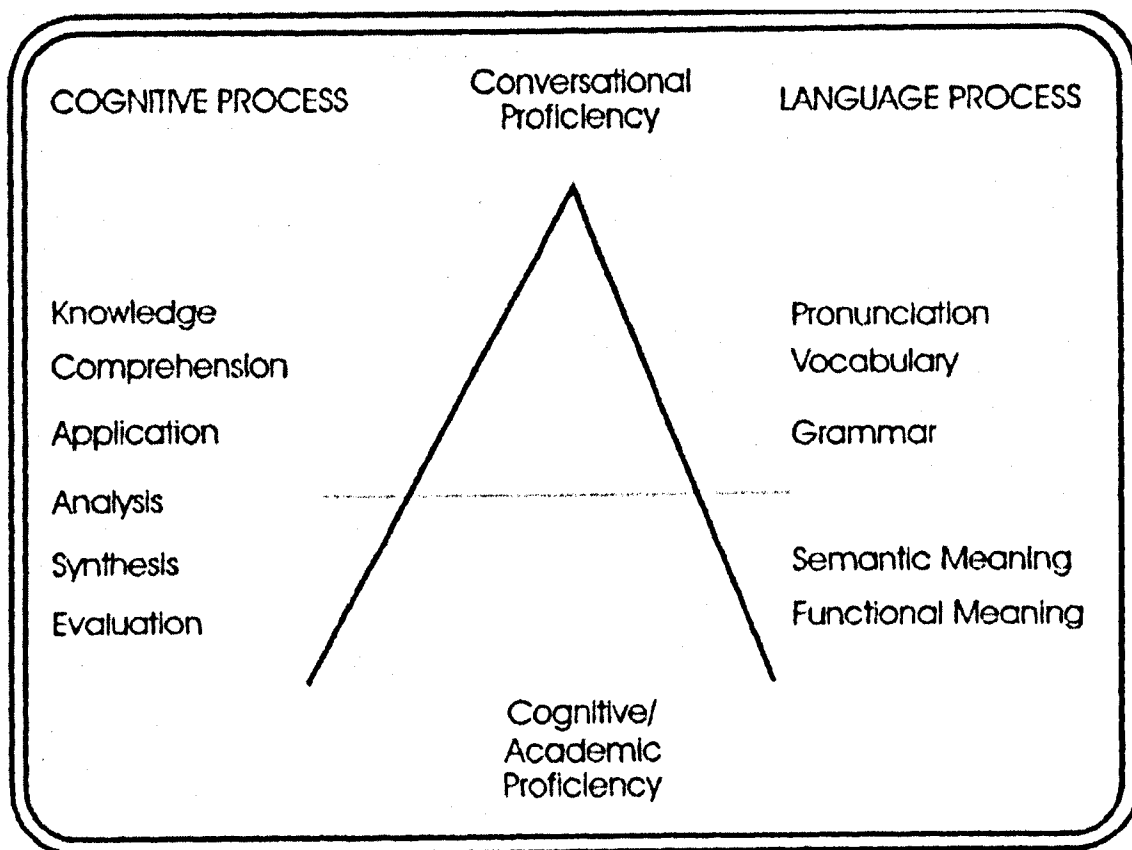 COGNITIVE PROCESS
Conversational
Proficiency
LANGUAGE PROCESS
Knowledge
Comprehension
Application
Analysis
Synthesis
Evaluation
Pronunciation
Vocabulary
Grammar
Semantic Meaning
Functional Meaning
Cognitive/
Academic
Proficiency